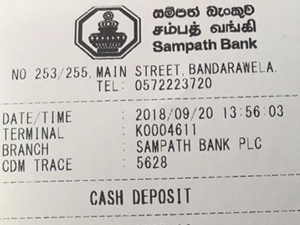 සම්පත් බැංකුව
சம்பத் வங்கி
Sampath Bank
NO 253/255, MAIN STREET, BANDARAWELA.
TEL: 0572223720
DATE/TIME : 2018/09/20 13:56:03
TERMINAL : K0004611
BRANCH : SAMPATH BANK PLC
CDM TRACE : 5628
CASH DEPOSIT